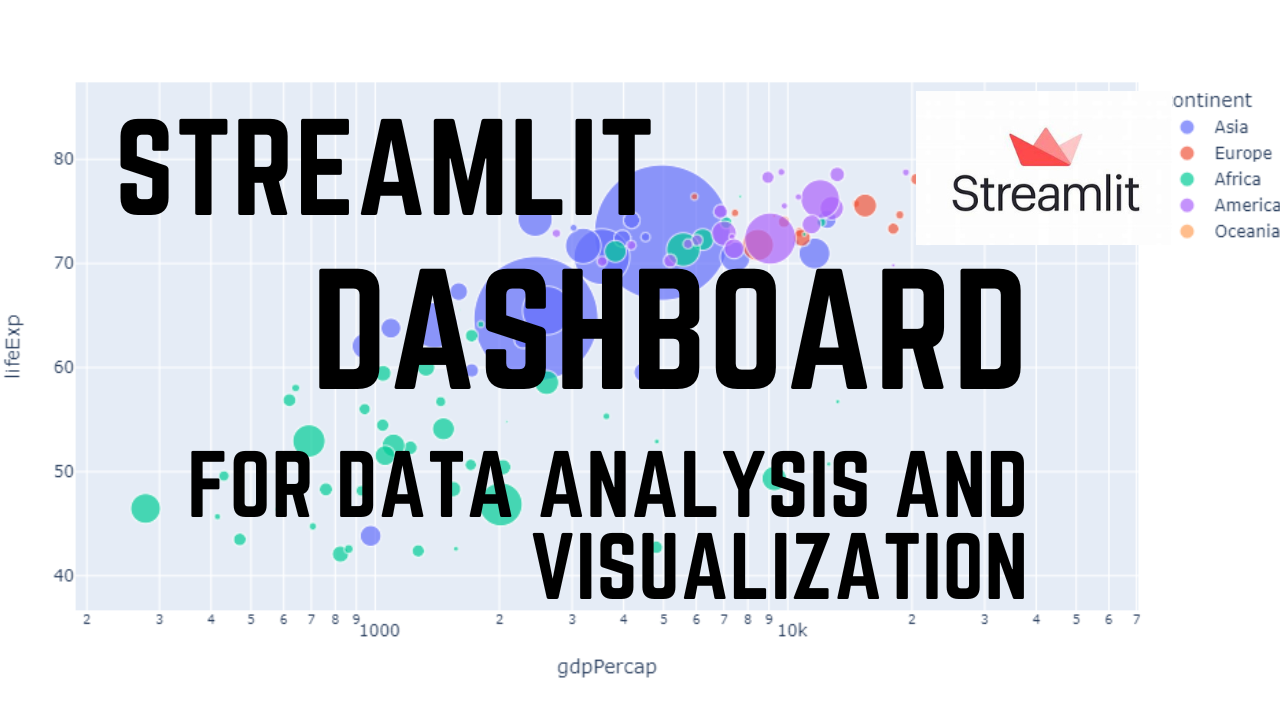 STREAMLIT
DASHBOARD
FOR DATA ANALYSIS AND
VISUALIZATION
Streamlit
ontinent
Asia
Europe
Africa
America
Oceania
lifeExp
80
70
60
50
40
2 3 4 5 6 7 8 9 1000 2 3 4 5 6 7 8 9 10k 2 3 4 5 6 7
gdpPercap